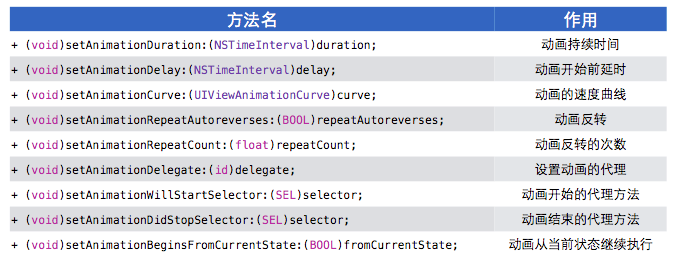 方法名 作用
+ (void)setAnimationDuration:(NSTimeInterval)duration; 动画持续时间
+ (void)setAnimationDelay:(NSTimeInterval)delay; 动画开始前延时
+ (void)setAnimationCurve:(UIViewAnimationCurve)curve; 动画的速度曲线
+ (void)setAnimationRepeatAutoreverses:(BOOL)repeatAutoreverses; 动画反转
+ (void)setAnimationRepeatCount:(float)repeatCount; 动画反转的次数
+ (void)setAnimationDelegate:(id)delegate; 设置动画的代理
+ (void)setAnimationWillStartSelector:(SEL)selector; 动画开始的代理方法
+ (void)setAnimationDidStopSelector:(SEL)selector; 动画结束的代理方法
+ (void)setAnimationBeginsFromCurrentState:(BOOL)fromCurrentState; 动画从当前状态继续执行